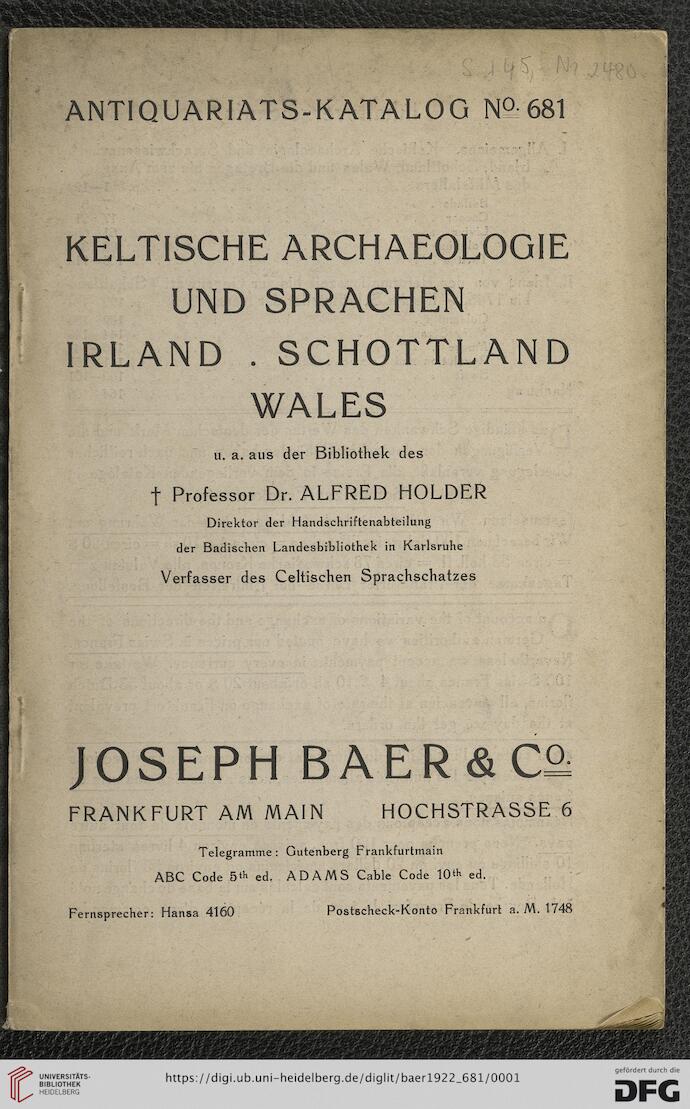 S 145, Nr 2480
ANTIQUARIATS-KATALOG No. 681
KELTISCHE ARCHAEOLOGIE
UND SPRACHEN
IRLAND . SCHOTTLAND
WALES
u. a. aus der Bibliothek des
† Professor Dr. ALFRED HOLDER
Direktor der Handschriftenabteilung
der Badischen Landesbibliothek in Karlsruhe
Verfasser des Celtischen Sprachschatzes
JOSEPH BAER & Co.
FRANKFURT AM MAIN HOCHSTRASSE 6
Telegramme: Gutenberg Frankfurtmain
ABC Code 5th ed. ADAMS Cable Code 10th ed.
Fernsprecher: Hansa 4160 Postscheck-Konto Frankfurt a. M. 1748
UNIVERSITÄTS-
BIBLIOTHEK
HEIDELBERG
https://digi.ub.uni-heidelberg.de/diglit/baer1922_681/0001
gefördert durch die
DFG